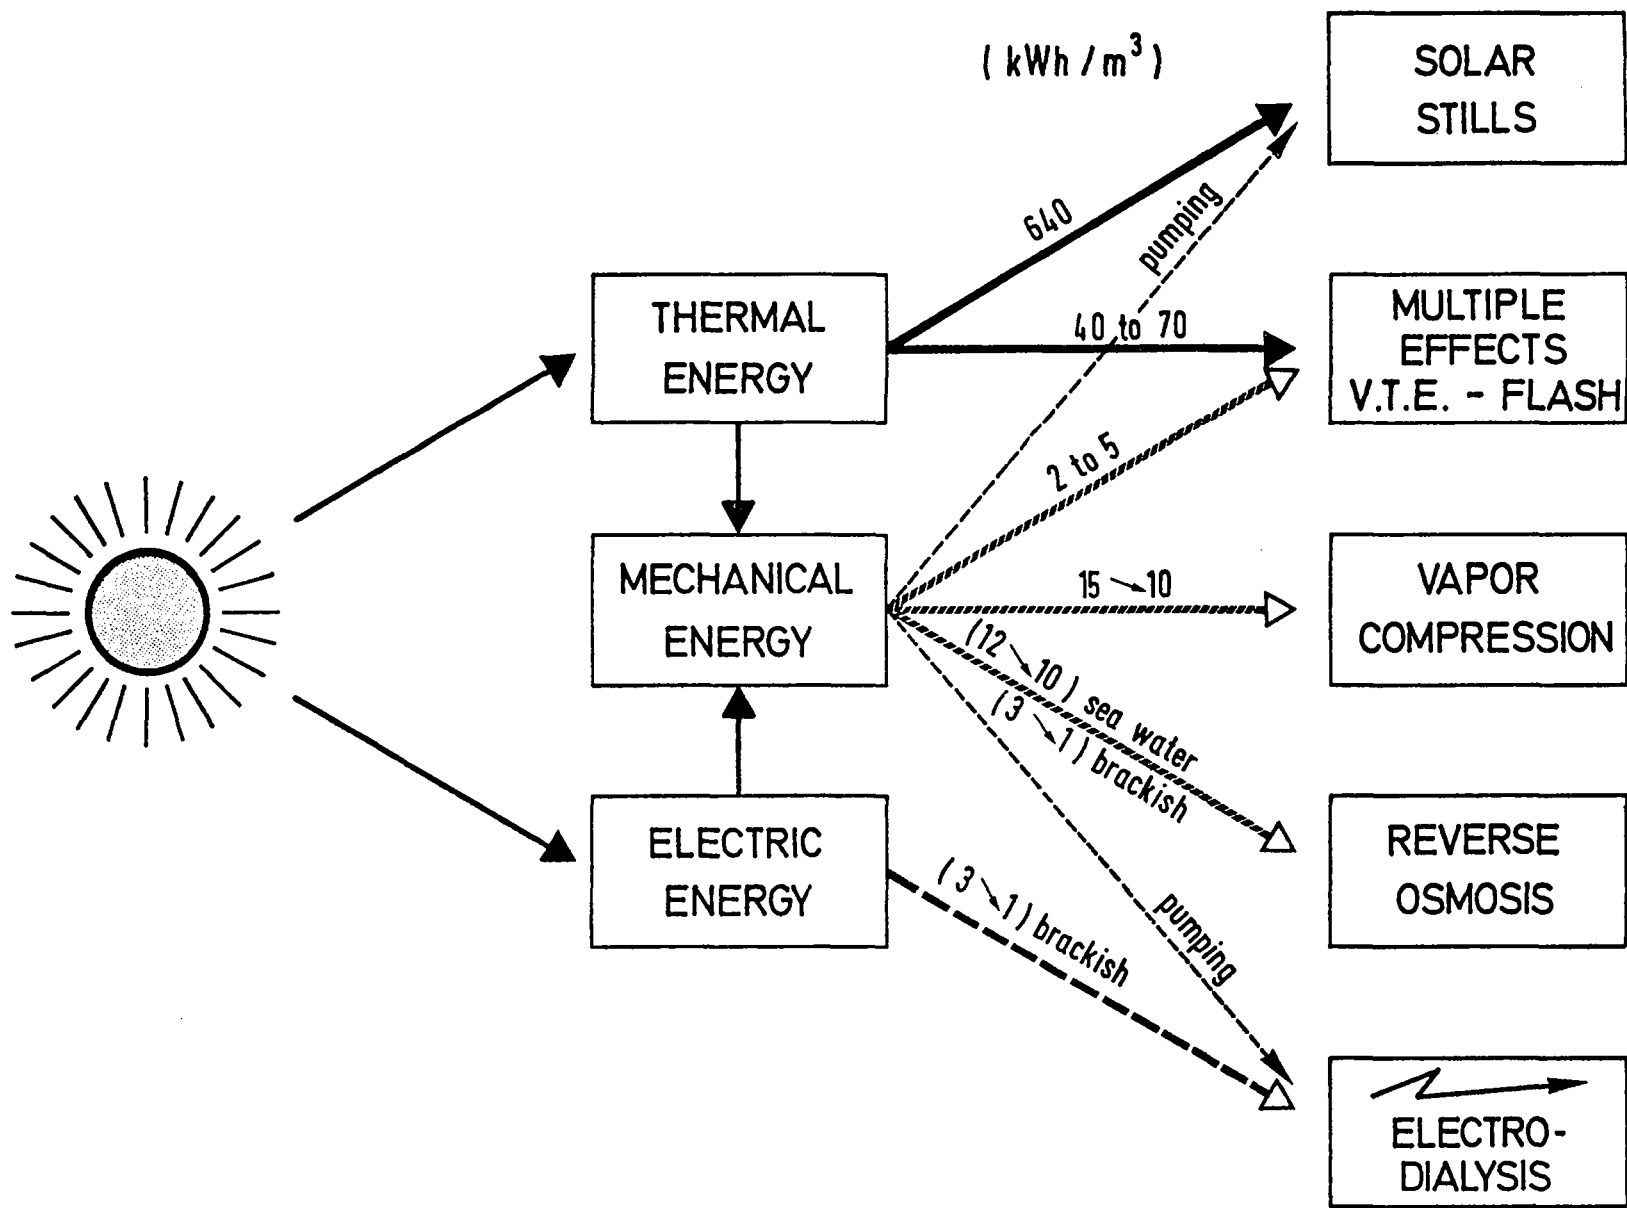 ( kWh / m³ )
SOLAR
STILLS
640
pumping
THERMAL
ENERGY
40 to 70
MULTIPLE
EFFECTS
V.T.E. - FLASH
2 to 5
MECHANICAL
ENERGY
15 ↘ 10
VAPOR
COMPRESSION
(12 ↘ 10 ) sea water
( 3 ↘ 1 ) brackish
ELECTRIC
ENERGY
REVERSE
OSMOSIS
( 3 ↘ 1 ) brackish
pumping
ELECTRO-
DIALYSIS